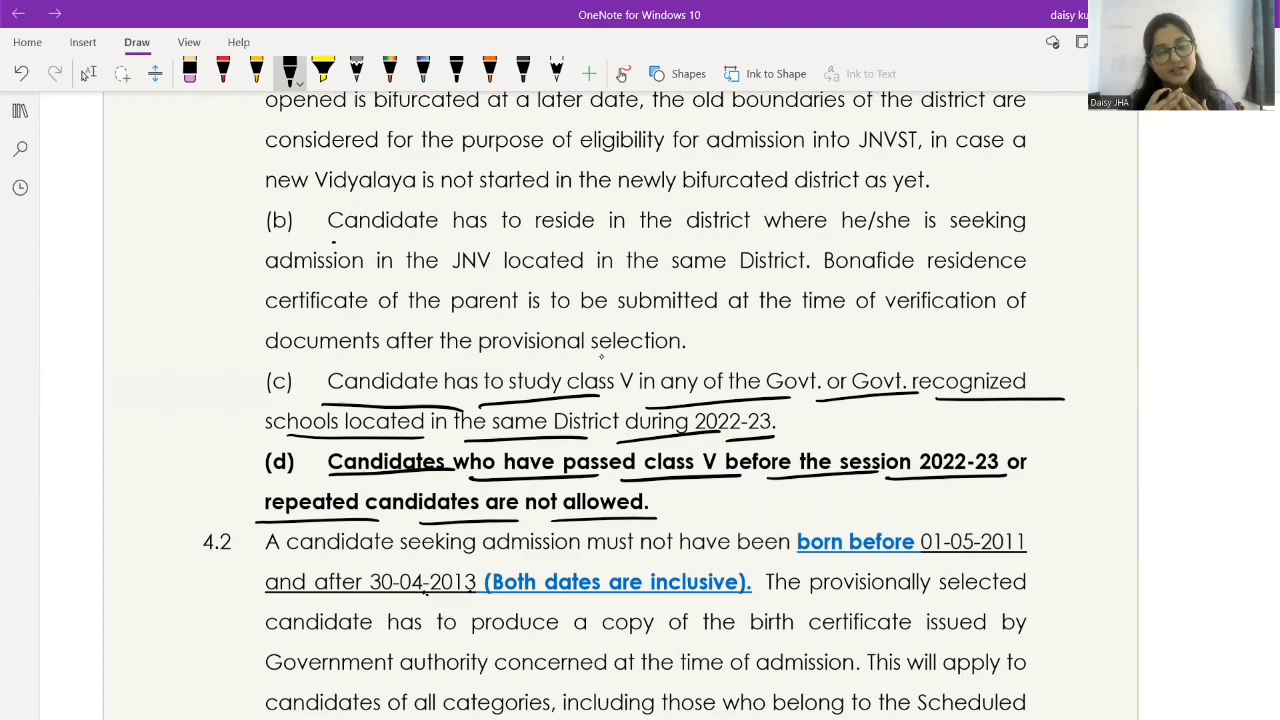 OneNote for Windows 10
daisy ku
Home Insert Draw View Help
Shapes Ink to Shape Ink to Text
Daisy JHA
opened is bifurcated at a later date, the old boundaries of the district are
considered for the purpose of eligibility for admission into JNVST, in case a
new Vidyalaya is not started in the newly bifurcated district as yet.
(b) Candidate has to reside in the district where he/she is seeking
admission in the JNV located in the same District. Bonafide residence
certificate of the parent is to be submitted at the time of verification of
documents after the provisional selection.
(c) Candidate has to study class V in any of the Govt. or Govt. recognized
schools located in the same District during 2022-23.
(d) Candidates who have passed class V before the session 2022-23 or
repeated candidates are not allowed.
4.2 A candidate seeking admission must not have been born before 01-05-2011
and after 30-04-2013 (Both dates are inclusive). The provisionally selected
candidate has to produce a copy of the birth certificate issued by
Government authority concerned at the time of admission. This will apply to
candidates of all categories, including those who belong to the Scheduled